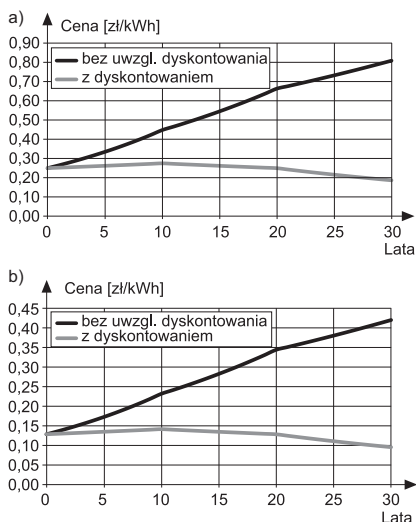 a)
Cena [zł/kWh]
0,90
0,80
0,70
0,60
0,50
0,40
0,30
0,20
0,10
0,00
bez uwzgl. dyskontowania
z dyskontowaniem
0 5 10 15 20 25 30
Lata
b)
Cena [zł/kWh]
0,45
0,40
0,35
0,30
0,25
0,20
0,15
0,10
0,05
0,00
bez uwzgl. dyskontowania
z dyskontowaniem
0 5 10 15 20 25 30
Lata